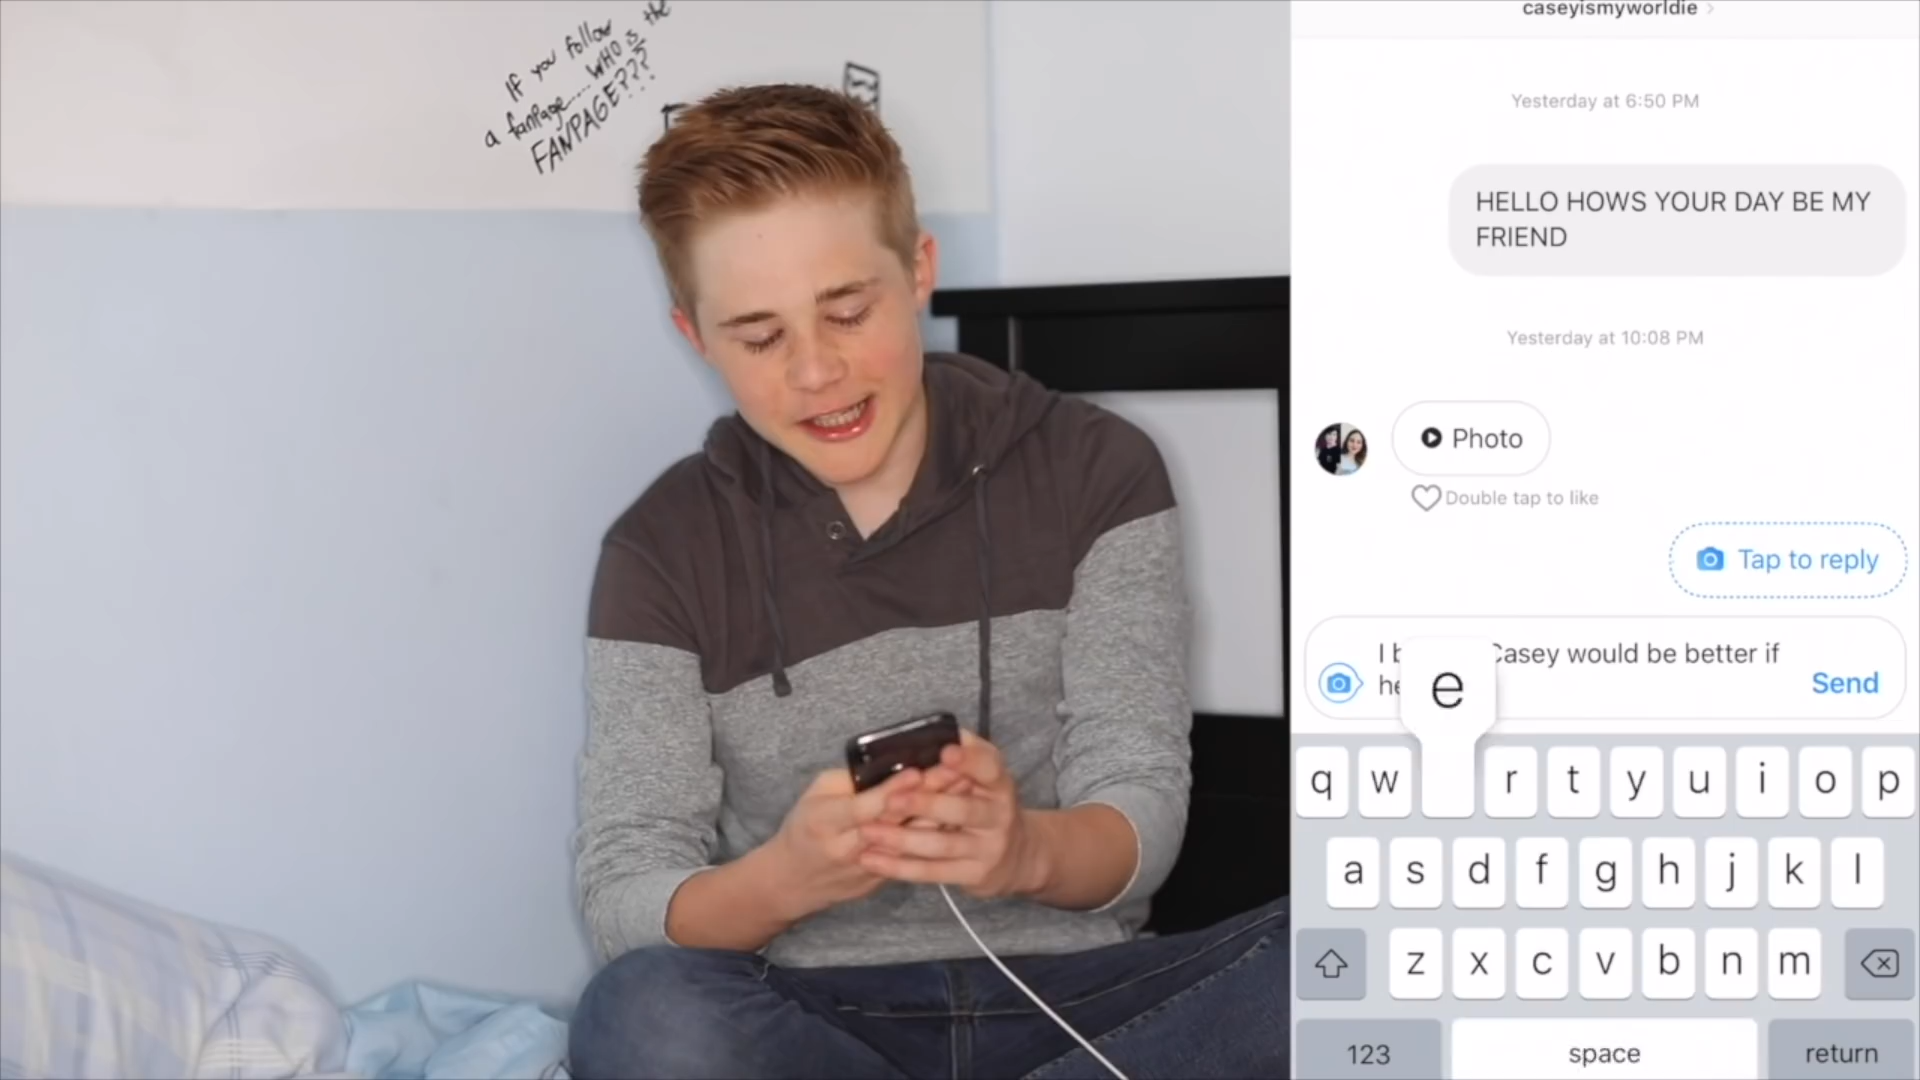 If you follow
a fanpage.... WHO is the
FANPAGE???
caseyismyworldie
Yesterday at 6:50 PM
HELLO HOWS YOUR DAY BE MY
FRIEND
Yesterday at 10:08 PM
Photo
Double tap to like
Tap to reply
Casey would be better if
Send
e
q w r t y u i o p
a s d f g h j k l
z x c v b n m
123 space return